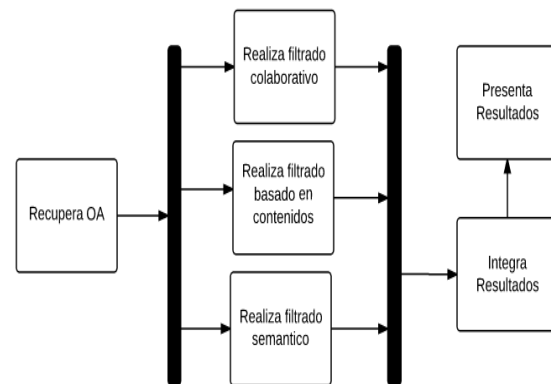 Recupera OA
Realiza filtrado
colaborativo
Realiza filtrado
basado en
contenidos
Realiza filtrado
semantico
Integra
Resultados
Presenta
Resultados